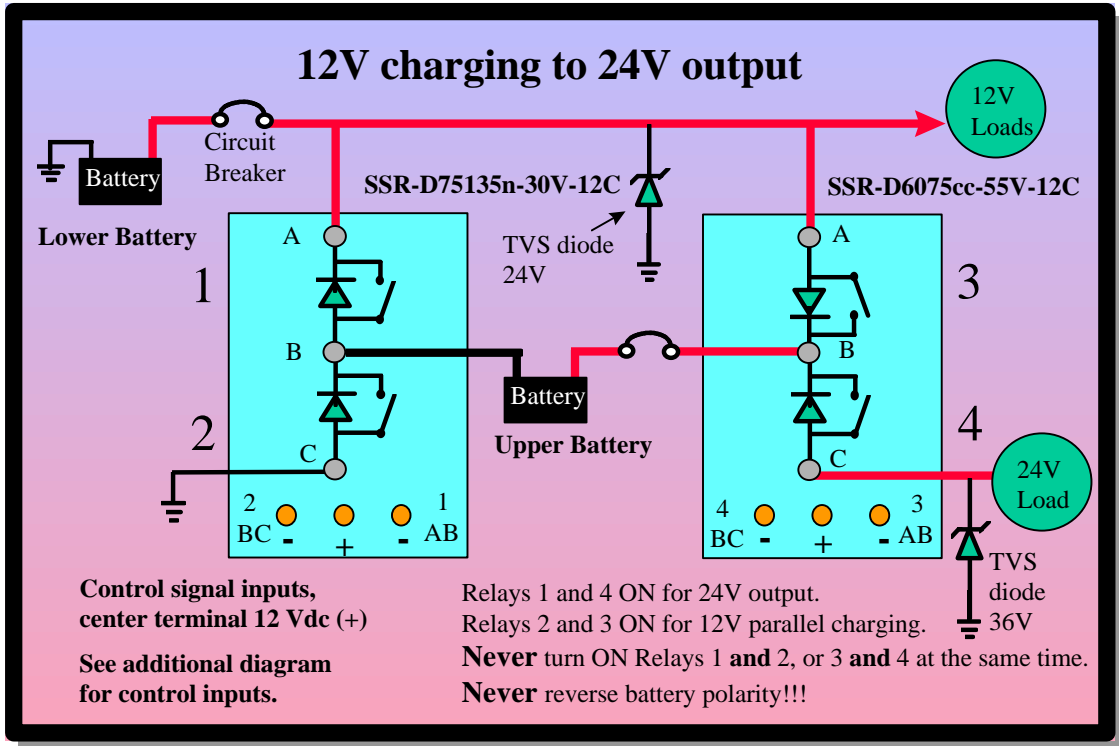 12V charging to 24V output
12V
Loads
Circuit
Breaker
Battery
Lower Battery
SSR-D75135n-30V-12C
SSR-D6075cc-55V-12C
TVS diode
24V
A
1
B
2
C
2
BC
-
+
-
1
AB
Battery
Upper Battery
A
3
B
4
C
4
BC
-
+
-
3
AB
24V
Load
TVS
diode
36V
Control signal inputs,
center terminal 12 Vdc (+)
See additional diagram
for control inputs.
Relays 1 and 4 ON for 24V output.
Relays 2 and 3 ON for 12V parallel charging.
Never turn ON Relays 1 and 2, or 3 and 4 at the same time.
Never reverse battery polarity!!!